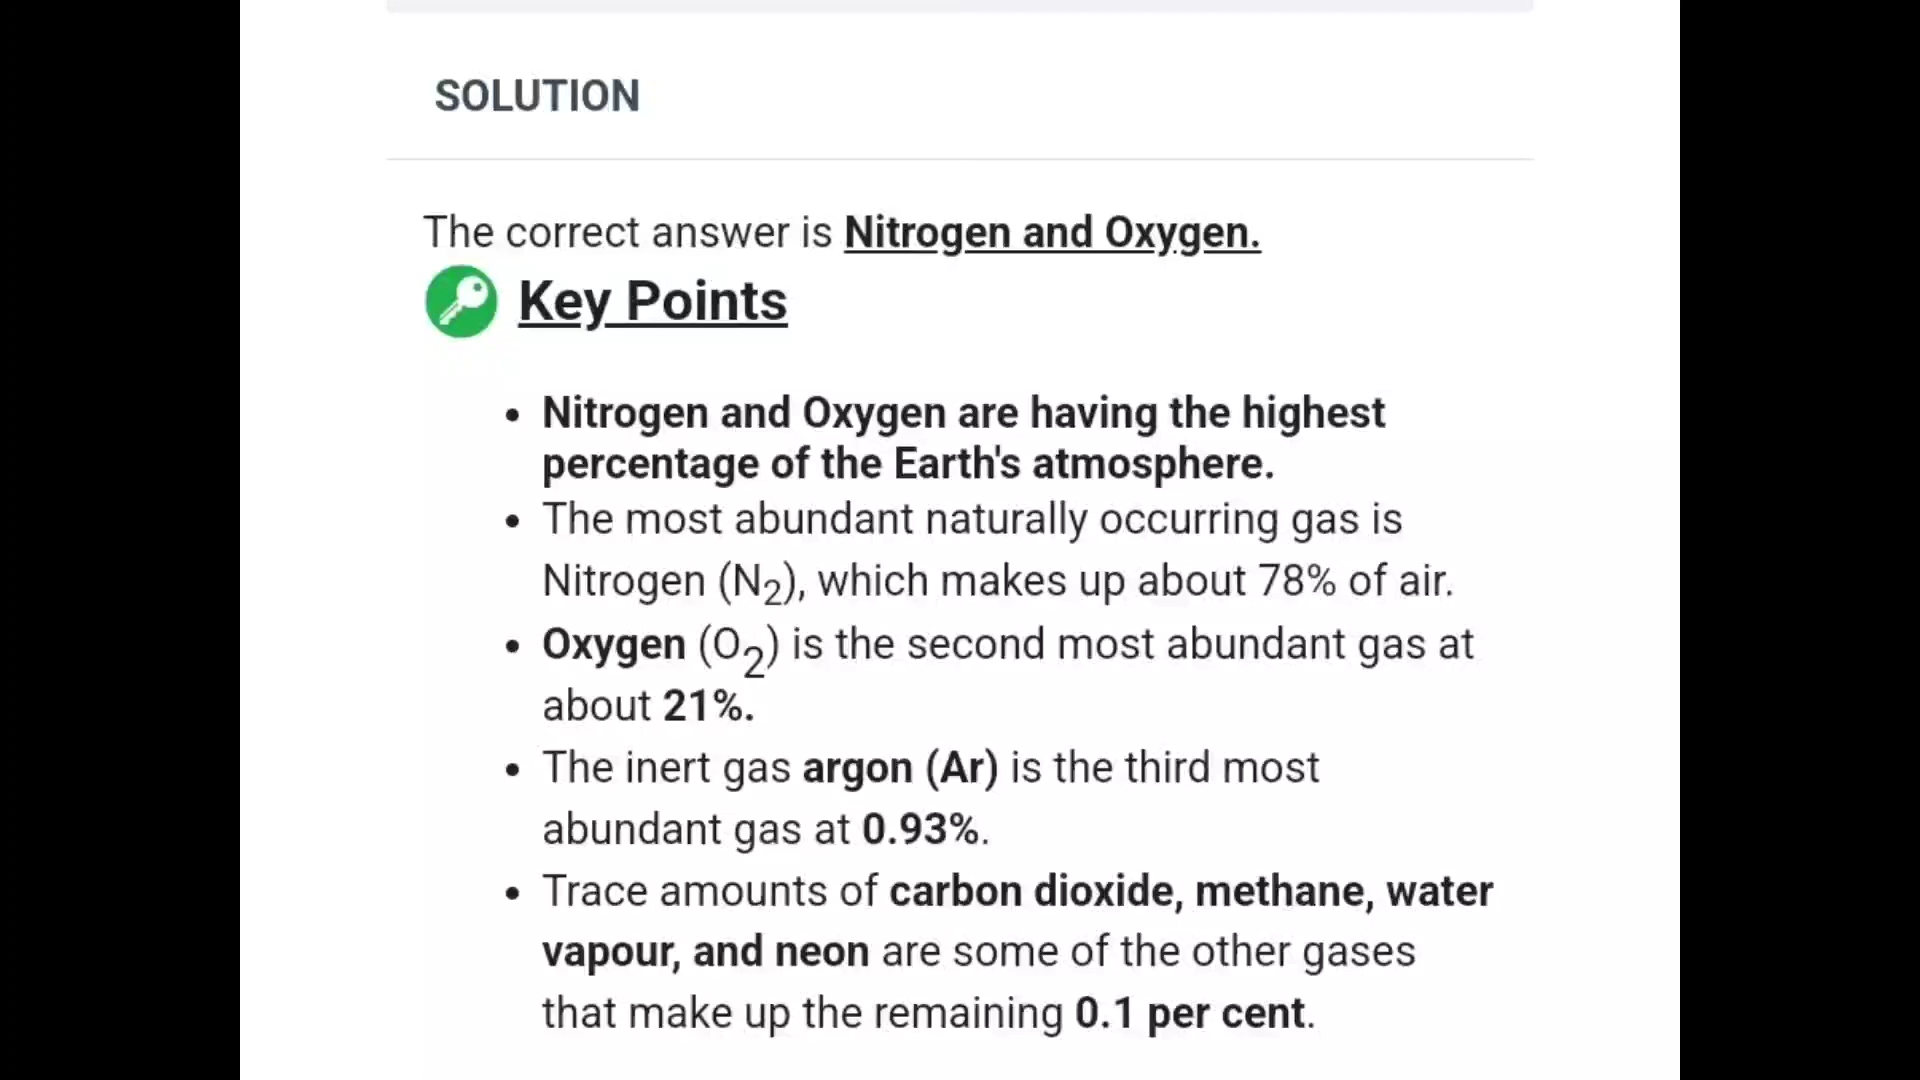 SOLUTION
The correct answer is Nitrogen and Oxygen.
Key Points
• Nitrogen and Oxygen are having the highest
percentage of the Earth's atmosphere.
• The most abundant naturally occurring gas is
Nitrogen (N₂), which makes up about 78% of air.
• Oxygen (O₂) is the second most abundant gas at
about 21%.
• The inert gas argon (Ar) is the third most
abundant gas at 0.93%.
• Trace amounts of carbon dioxide, methane, water
vapour, and neon are some of the other gases
that make up the remaining 0.1 per cent.